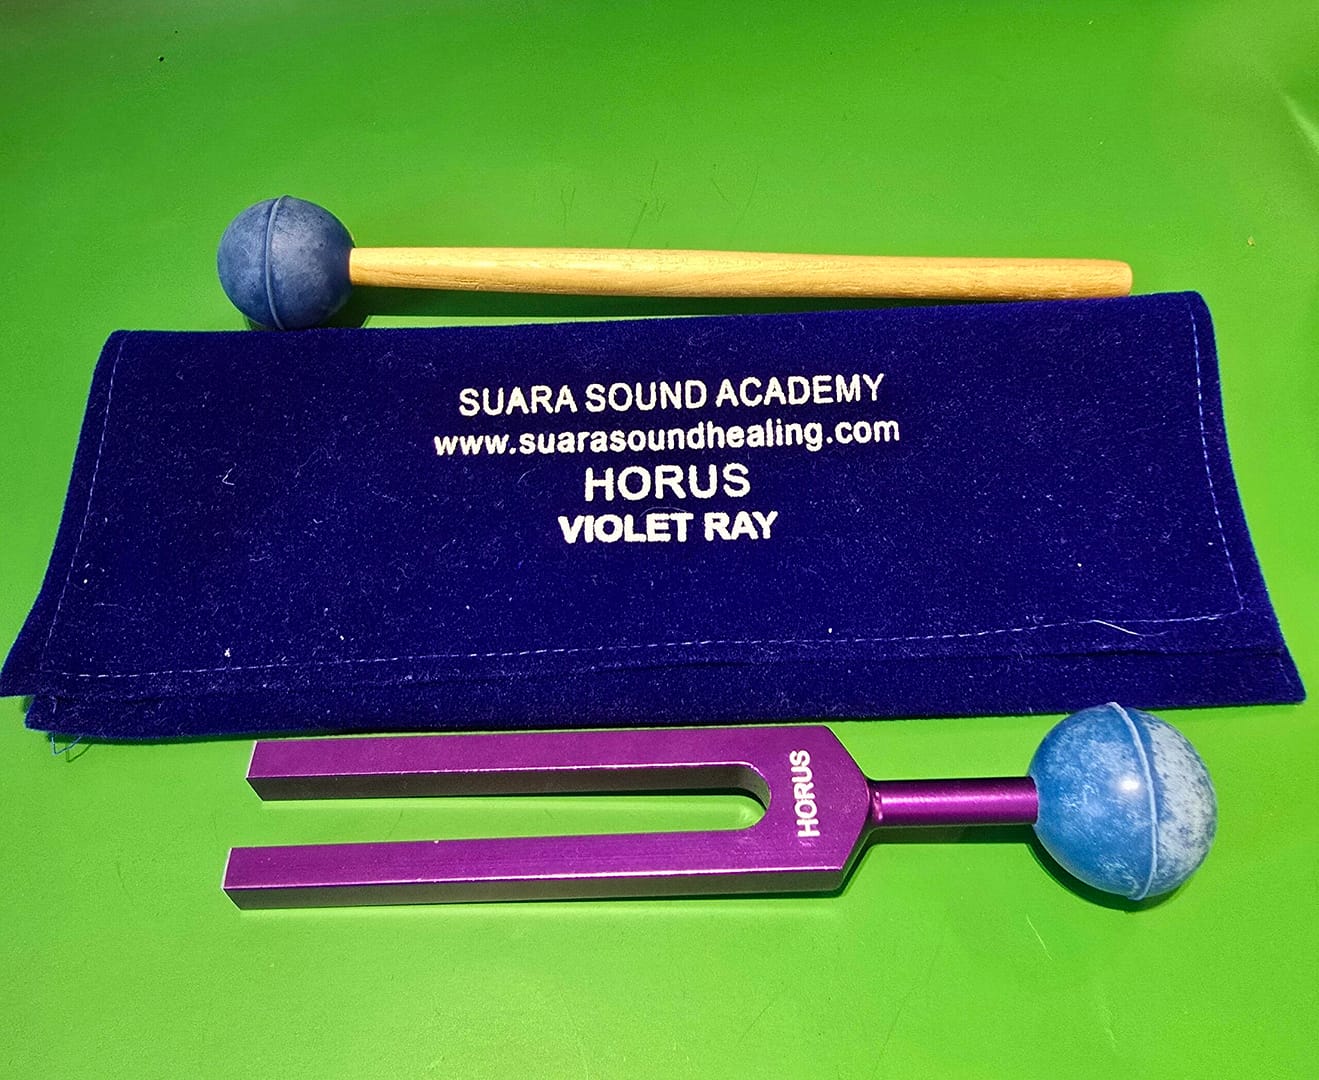 SUARA SOUND ACADEMY
www.suarasoundhealing.com
HORUS
VIOLET RAY
HORUS